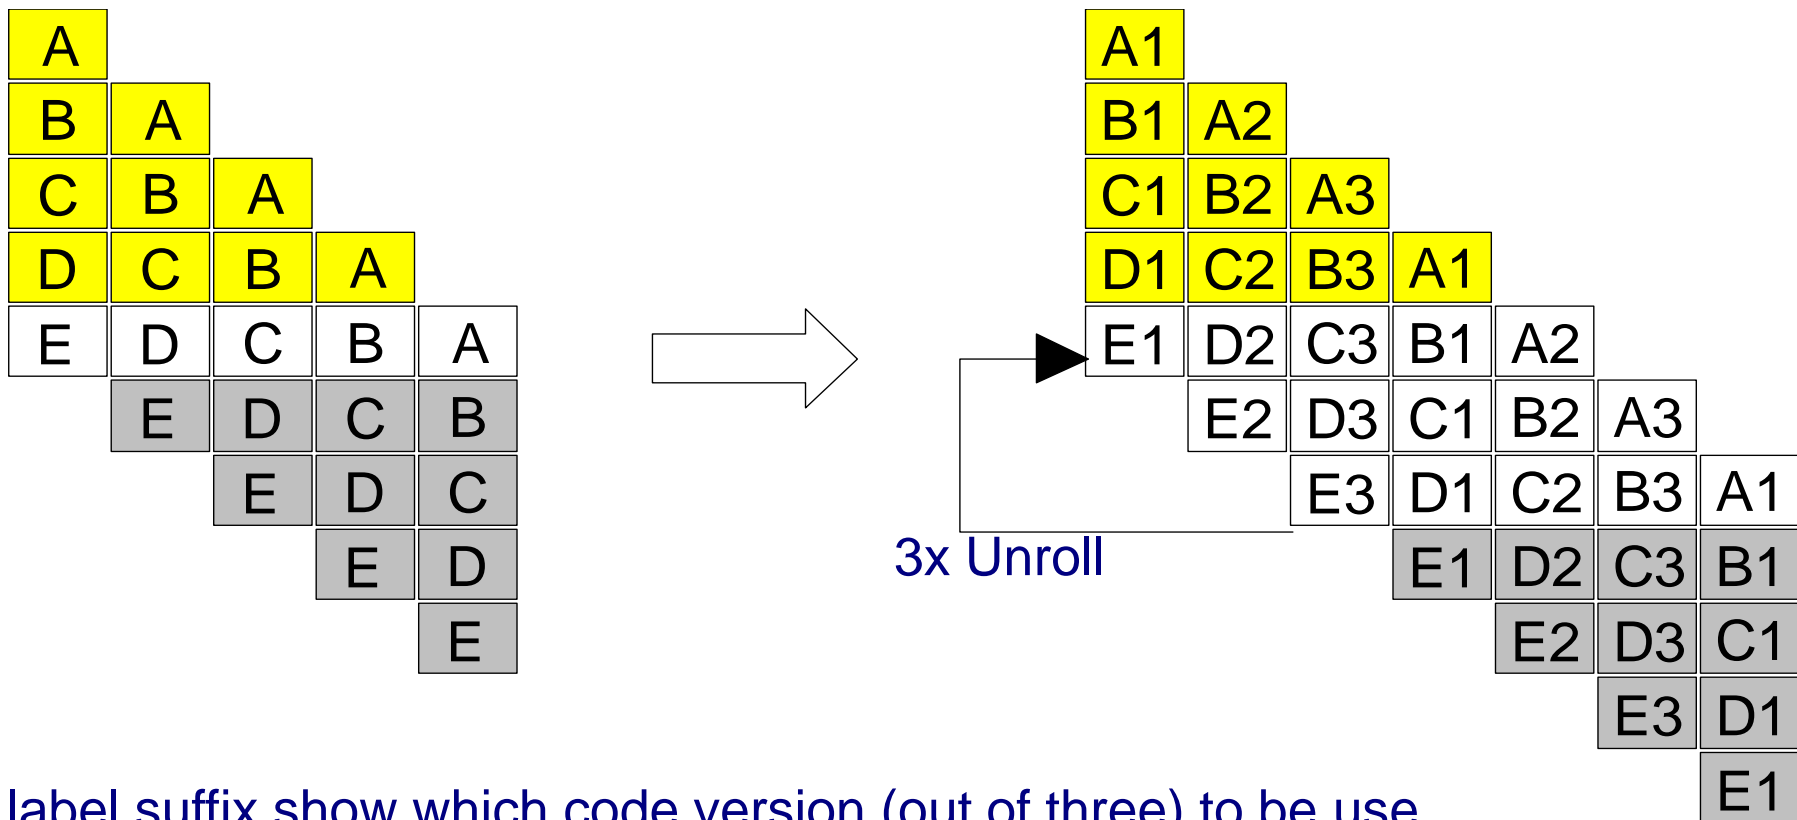 A A1
B A B1 A2
C B A C1 B2 A3
D C B A D1 C2 B3 A1
E D C B A E1 D2 C3 B1 A2
E D C B E2 D3 C1 B2 A3
E D C E3 D1 C2 B3 A1
3x Unroll
E D E1 D2 C3 B1
E E2 D3 C1
E3 D1
E1
label suffix show which code version (out of three) to be use